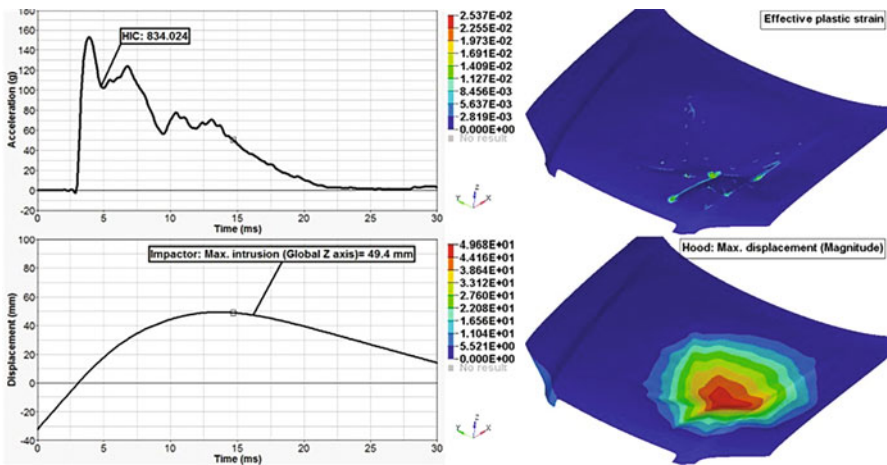 180
160
140
120
100
80
60
40
20
0
-20
Acceleration (g)
HIC: 834.024
0 5 10 15 20 25 30
Time (ms)
2.537E-02
2.255E-02
1.973E-02
1.691E-02
1.409E-02
1.127E-02
8.456E-03
5.637E-03
2.819E-03
0.000E+00
No result
Z
Y X
Effective plastic strain
100
80
60
40
20
0
-20
-40
Displacement (mm)
Impactor: Max. intrusion (Global Z axis)= 49.4 mm
0 5 10 15 20 25 30
Time (ms)
4.968E+01
4.416E+01
3.864E+01
3.312E+01
2.760E+01
2.208E+01
1.656E+01
1.104E+01
5.521E+00
0.000E+00
No result
Z
Y X
Hood: Max. displacement (Magnitude)